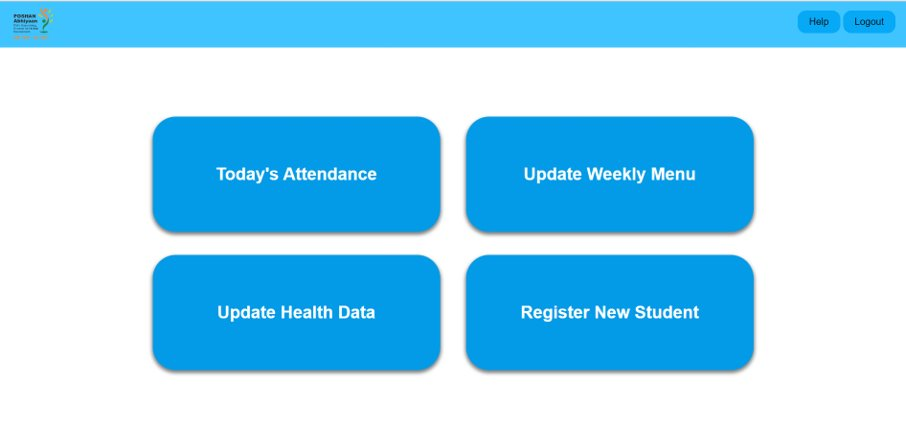 POSHAN
Abhiyaan
Help
Logout
Today's Attendance
Update Weekly Menu
Update Health Data
Register New Student